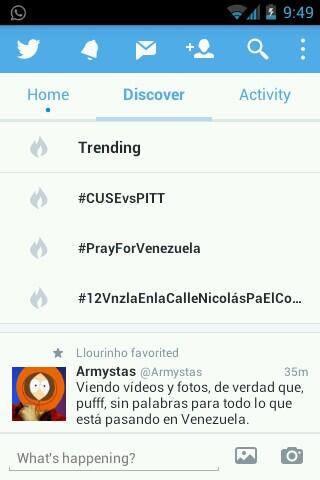 9:49
Home Discover Activity
Trending
#CUSEvsPITT
#PrayForVenezuela
#12VnzlaEnlaCalleNicolásPaElCo...
Llourinho favorited
Armystas @Armystas 35m
Viendo vídeos y fotos, de verdad que,
pufff, sin palabras para todo lo que
está pasando en Venezuela.
What's happening?